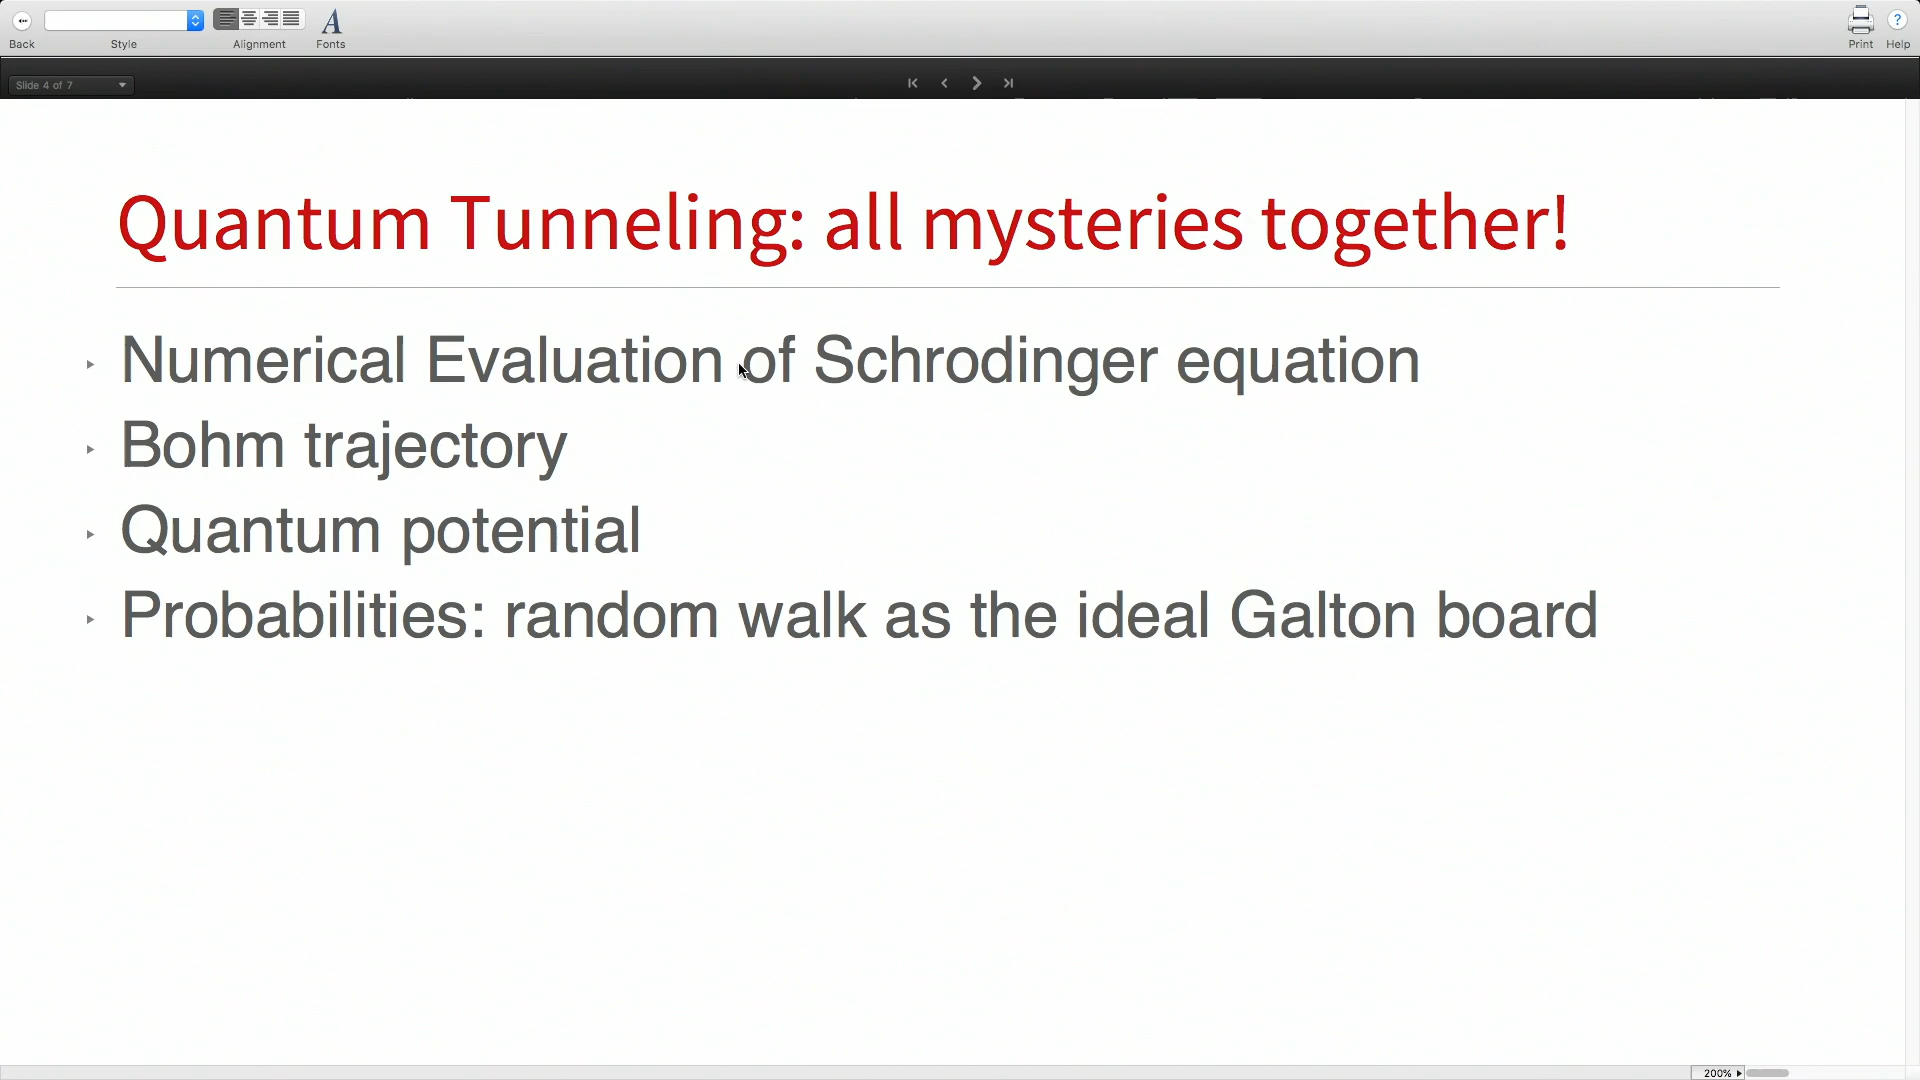 Back
Style
Alignment
Fonts
Print
Help
Slide 4 of 7
Quantum Tunneling: all mysteries together!
‣ Numerical Evaluation of Schrodinger equation
‣ Bohm trajectory
‣ Quantum potential
‣ Probabilities: random walk as the ideal Galton board
200%